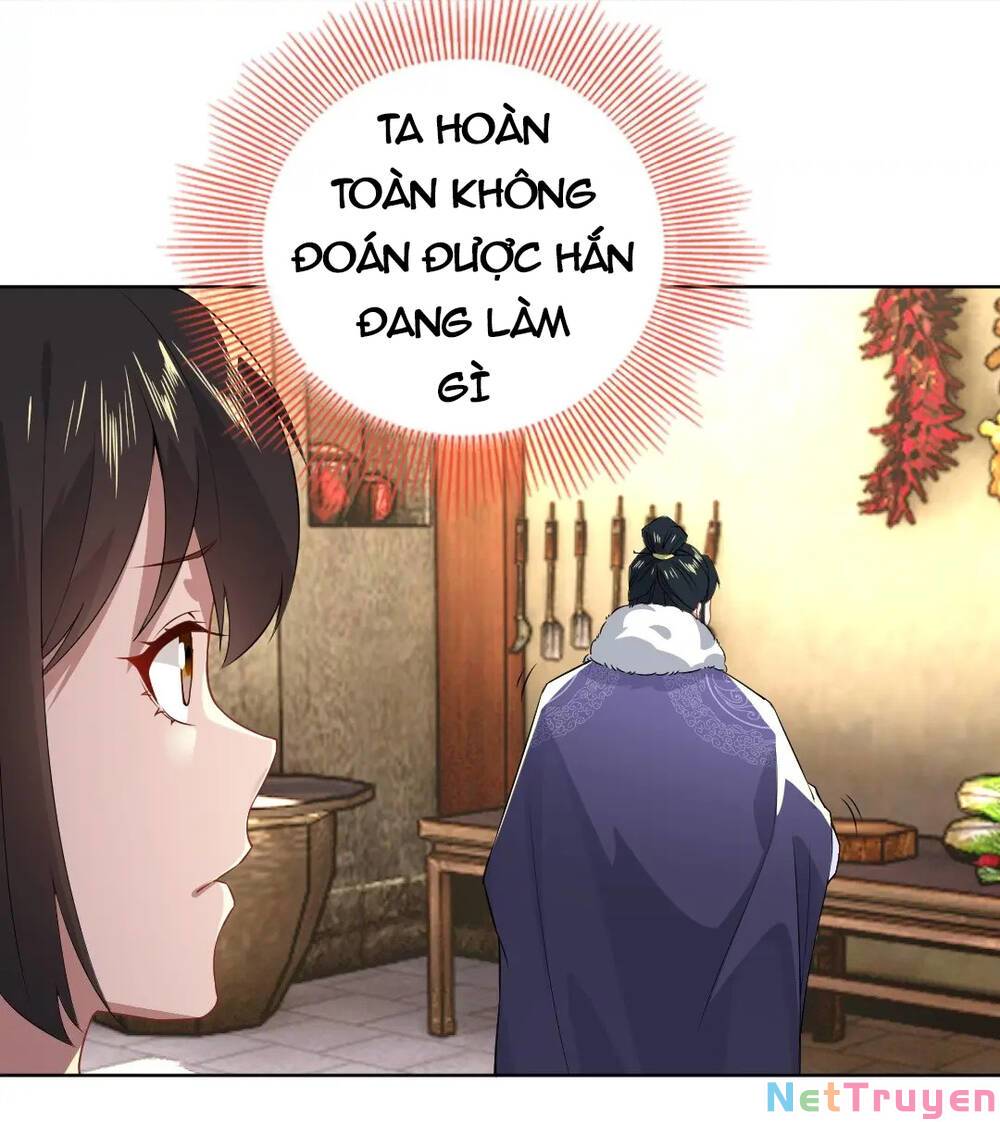 TA HOÀN
TOÀN KHÔNG
ĐOÁN ĐƯỢC HẮN
ĐANG LÀM
GÌ
NetTruyen